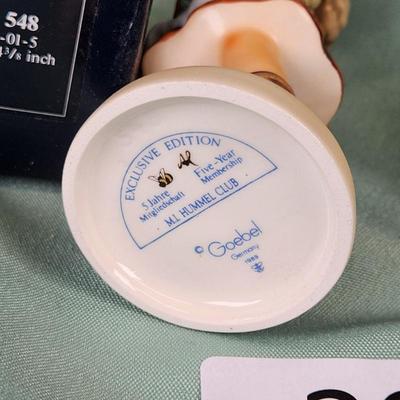 548
-01-5
4 3/8 inch
EXCLUSIVE EDITION
5 Jahre Five-Year
Mitgliedschaft Membership
M.I. HUMMEL CLUB
© Goebel
Germany
1989